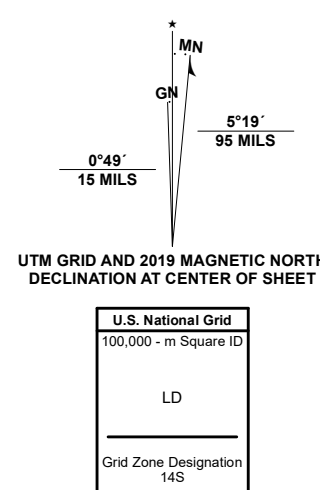 ★
MN
GN
5°19´
95 MILS
0°49´
15 MILS
UTM GRID AND 2019 MAGNETIC NORTH
DECLINATION AT CENTER OF SHEET
U.S. National Grid
100,000 - m Square ID
LD
Grid Zone Designation
14S